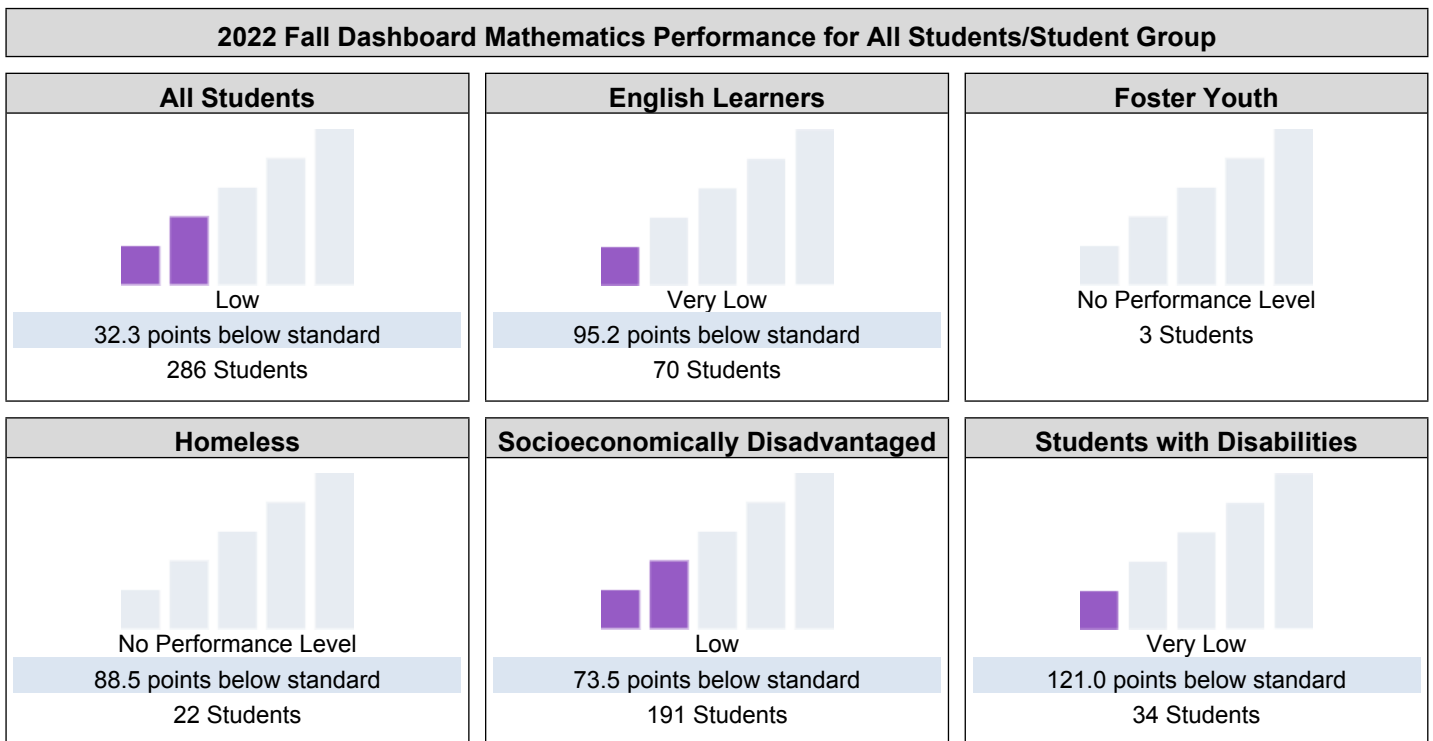 2022 Fall Dashboard Mathematics Performance for All Students/Student Group
All Students
Low
32.3 points below standard
286 Students
English Learners
Very Low
95.2 points below standard
70 Students
Foster Youth
No Performance Level
3 Students
Homeless
No Performance Level
88.5 points below standard
22 Students
Socioeconomically Disadvantaged
Low
73.5 points below standard
191 Students
Students with Disabilities
Very Low
121.0 points below standard
34 Students